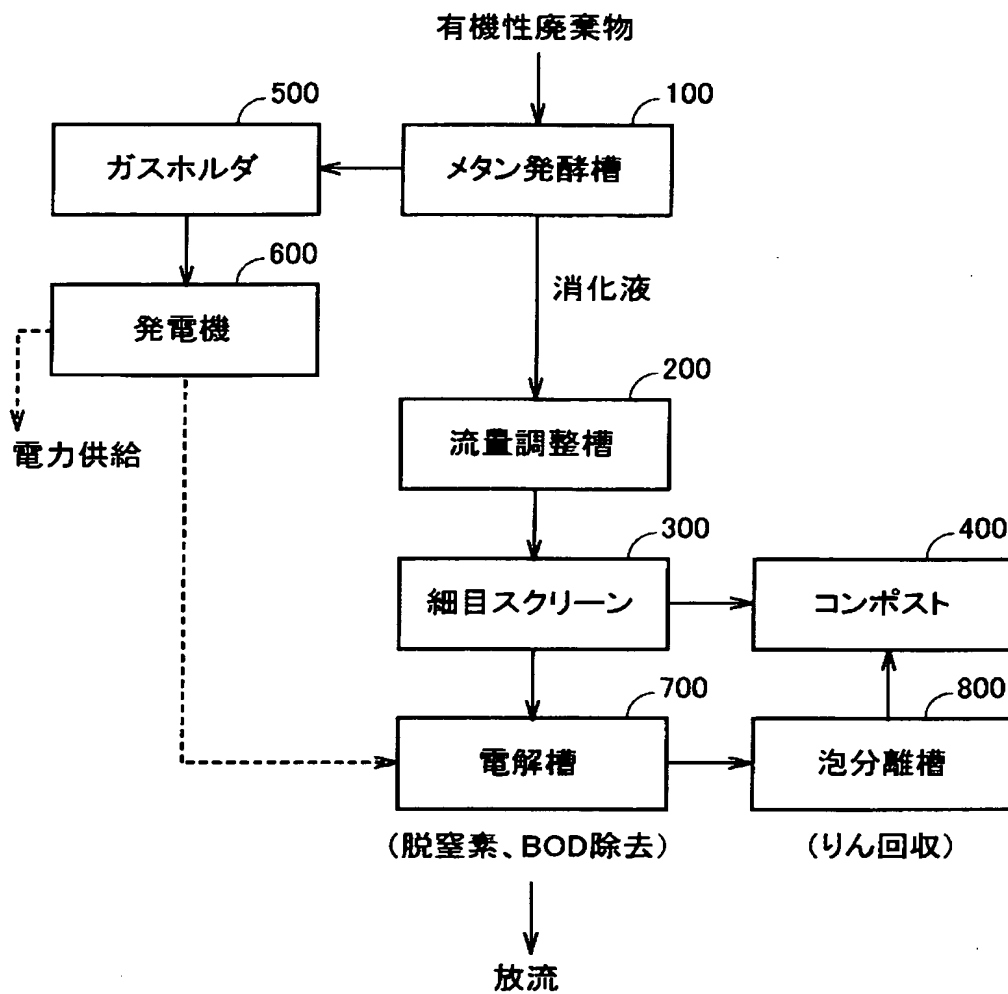 有機性廃棄物
500
100
ガスホルダ
メタン発酵槽
600
消化液
発電機
200
電力供給
流量調整槽
300
400
細目スクリーン
コンポスト
700
800
電解槽
泡分離槽
(脱窒素、BOD除去)
(りん回収)
放流